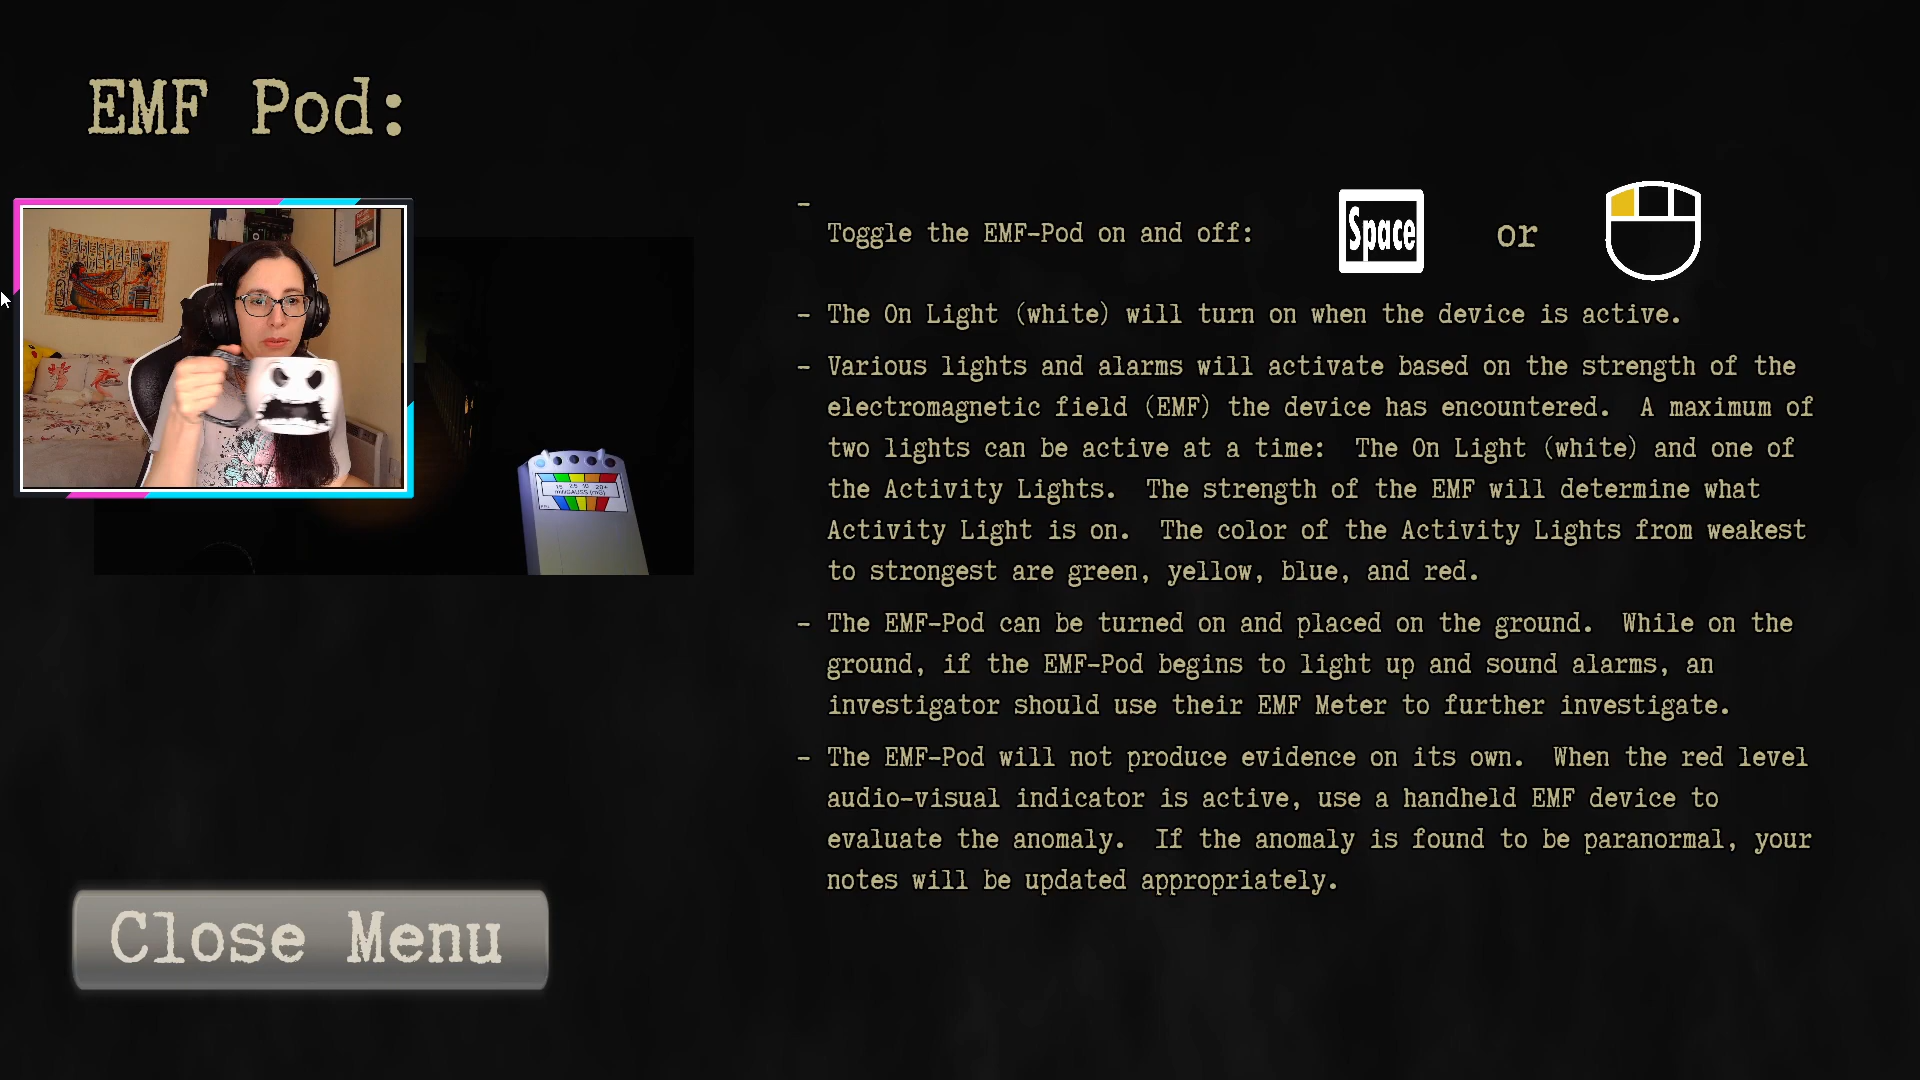 EMF Pod:
- Toggle the EMF-Pod on and off: Space or
- The On Light (white) will turn on when the device is active.
- Various lights and alarms will activate based on the strength of the
electromagnetic field (EMF) the device has encountered. A maximum of
two lights can be active at a time: The On Light (white) and one of
the Activity Lights. The strength of the EMF will determine what
Activity Light is on. The color of the Activity Lights from weakest
to strongest are green, yellow, blue, and red.
- The EMF-Pod can be turned on and placed on the ground. While on the
ground, if the EMF-Pod begins to light up and sound alarms, an
investigator should use their EMF Meter to further investigate.
- The EMF-Pod will not produce evidence on its own. When the red level
audio-visual indicator is active, use a handheld EMF device to
evaluate the anomaly. If the anomaly is found to be paranormal, your
notes will be updated appropriately.
Close Menu